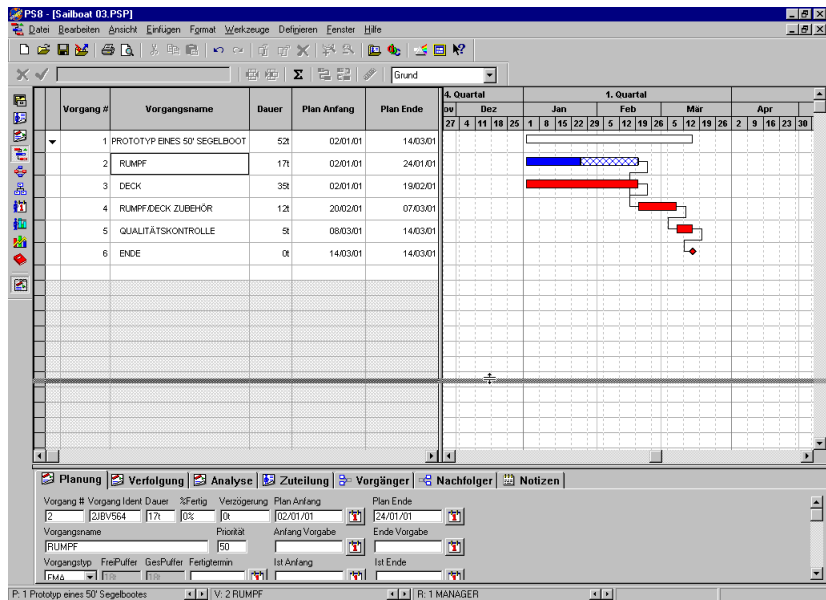 PS8 - [Sailboat 03.PSP]
Datei Bearbeiten Ansicht Einfügen Format Werkzeuge Definieren Fenster Hilfe
Grund
Vorgang # Vorgangsname Dauer Plan Anfang Plan Ende
4. Quartal 1. Quartal
ov Dez Jan Feb Mär Apr
27 4 11 18 25 1 8 15 22 29 5 12 19 26 5 12 19 26 2 9 16 23 30
1 PROTOTYP EINES 50' SEGELBOOT 52t 02/01/01 14/03/01
2 RUMPF 17t 02/01/01 24/01/01
3 DECK 35t 02/01/01 19/02/01
4 RUMPF/DECK ZUBEHÖR 12t 20/02/01 07/03/01
5 QUALITÄTSKONTROLLE 5t 08/03/01 14/03/01
6 ENDE 0t 14/03/01 14/03/01
Planung Verfolgung Analyse Zuteilung Vorgänger Nachfolger Notizen
Vorgang # Vorgang Ident Dauer %Fertig Verzögerung Plan Anfang Plan Ende
2 2JBV564 17t 0% 0t 02/01/01 24/01/01
Vorgangsname Priorität Anfang Vorgabe Ende Vorgabe
RUMPF 50
Vorgangstyp FreiPuffer GesPuffer Fertigtermin Ist Anfang Ist Ende
FMA 18t 18t
P: 1 Prototyp eines 50' Segelbootes V: 2 RUMPF R: 1 MANAGER